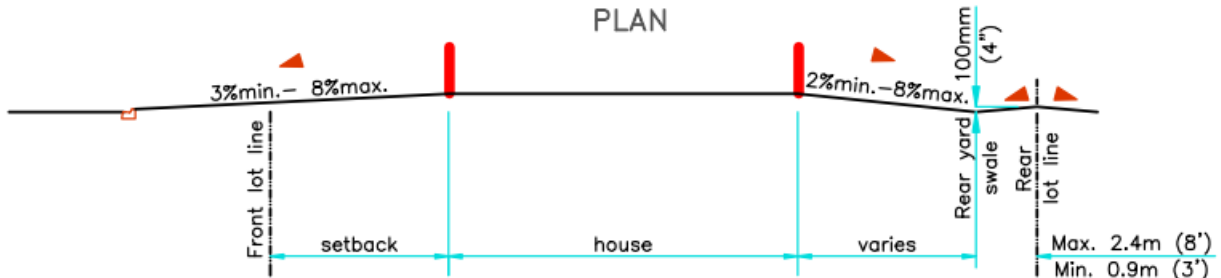 PLAN
100mm
(4")
3%min.- 8%max.
2%min.-8%max.
Front lot line
Rear yard
swale
Rear
lot line
setback
house
varies
Max. 2.4m (8')
Min. 0.9m (3')